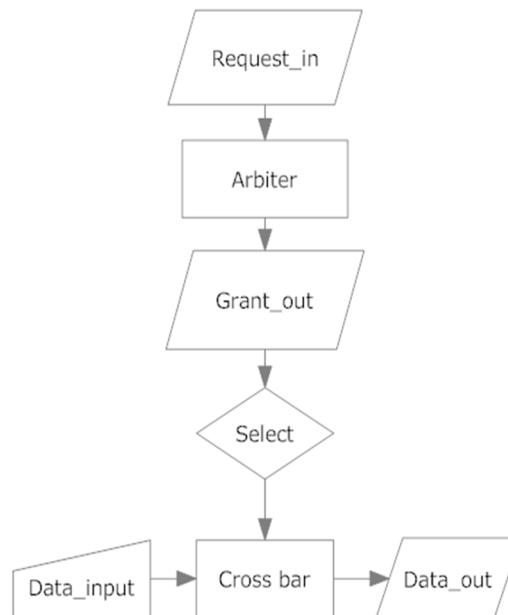 Request_in
Arbiter
Grant_out
Select
Data_input
Cross bar
Data_out